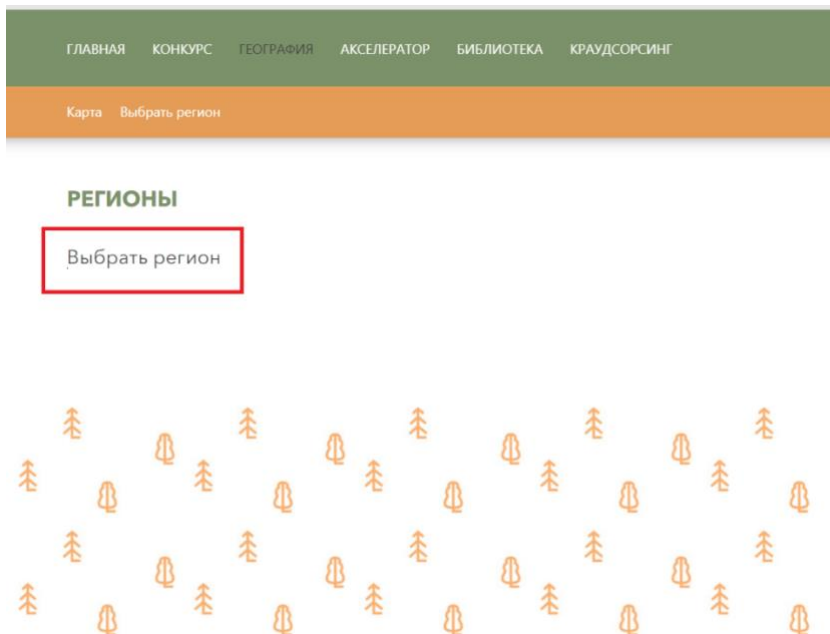 ГЛАВНАЯ КОНКУРС ГЕОГРАФИЯ АКСЕЛЕРАТОР БИБЛИОТЕКА КРАУДСОРСИНГ
Карта Выбрать регион
РЕГИОНЫ
Выбрать регион